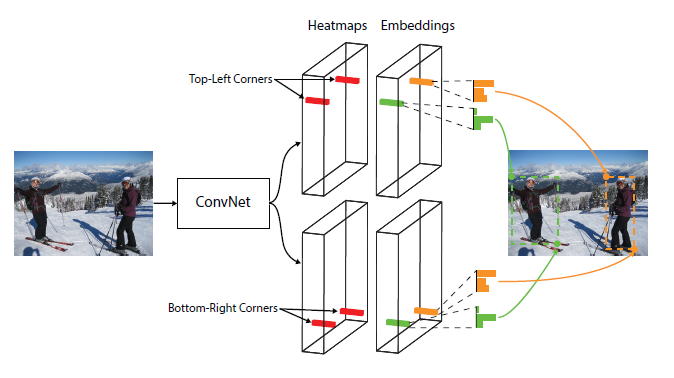 Heatmaps Embeddings
Top-Left Corners
ConvNet
Bottom-Right Corners